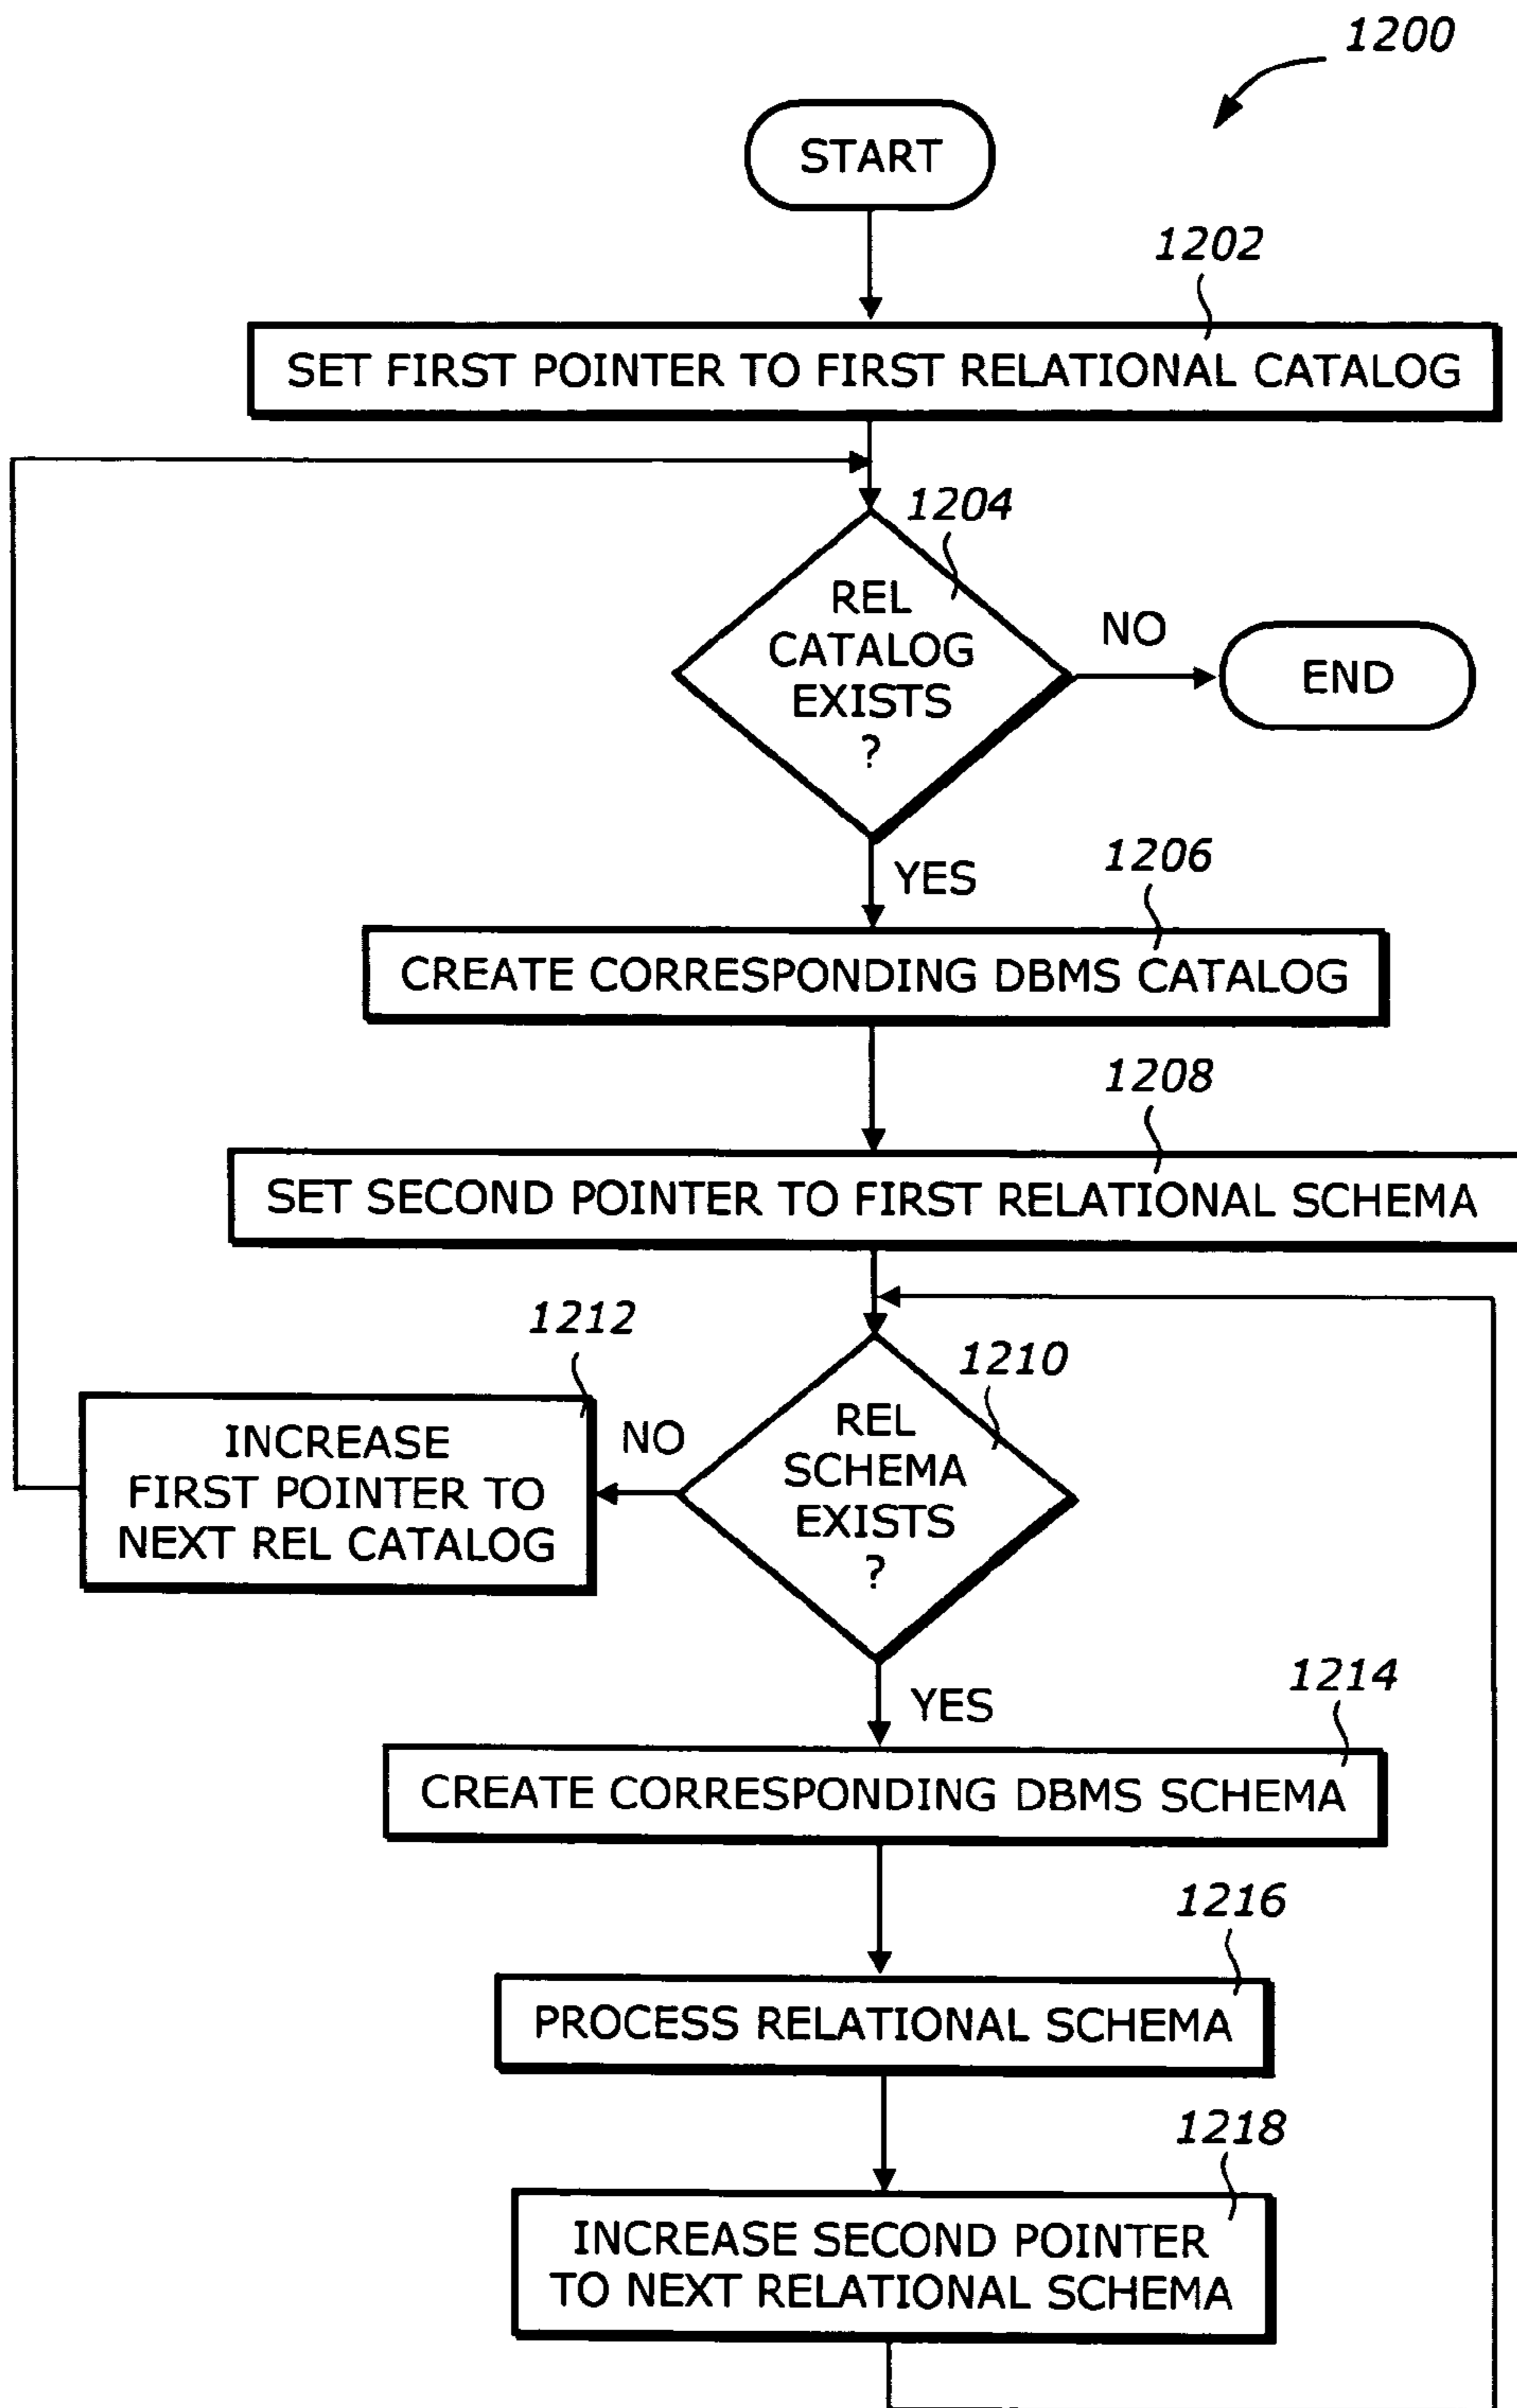 1200
START
1202
SET FIRST POINTER TO FIRST RELATIONAL CATALOG
1204
REL
CATALOG
EXISTS
?
NO
END
YES
1206
CREATE CORRESPONDING DBMS CATALOG
1208
SET SECOND POINTER TO FIRST RELATIONAL SCHEMA
1212
1210
INCREASE
FIRST POINTER TO
NEXT REL CATALOG
NO
REL
SCHEMA
EXISTS
?
YES
1214
CREATE CORRESPONDING DBMS SCHEMA
1216
PROCESS RELATIONAL SCHEMA
1218
INCREASE SECOND POINTER
TO NEXT RELATIONAL SCHEMA